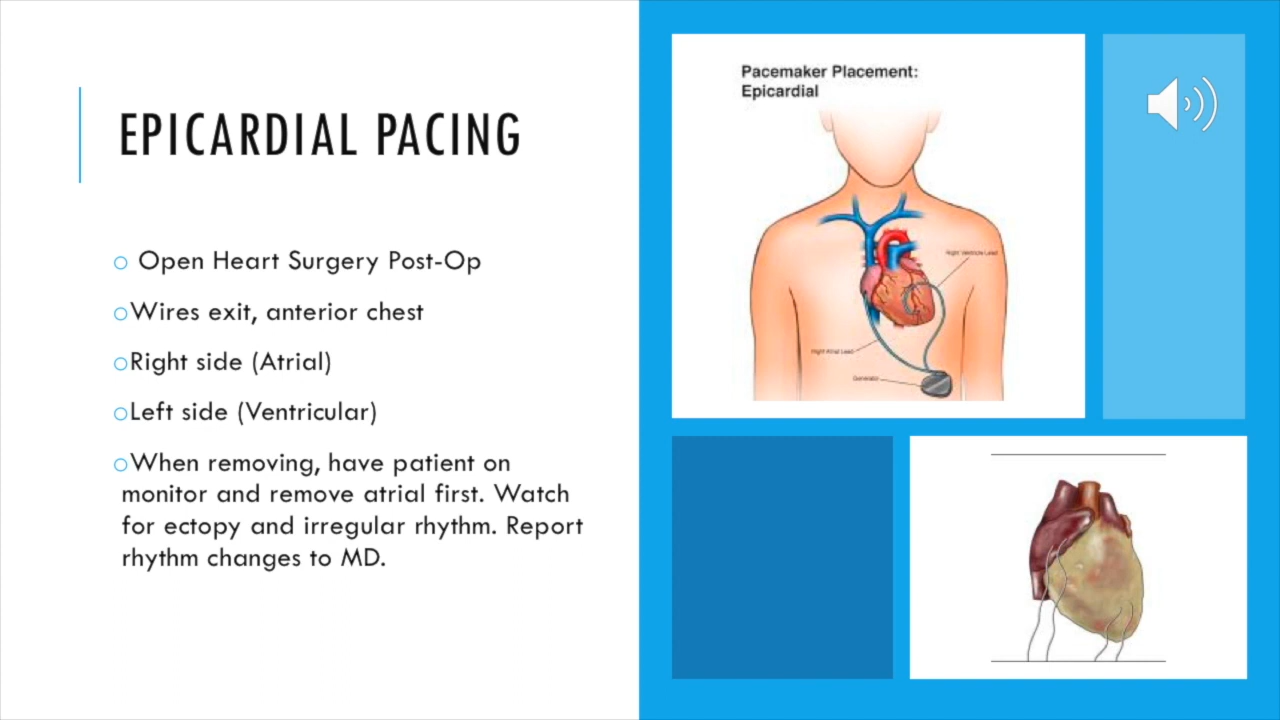 EPICARDIAL PACING
Open Heart Surgery Post-Op
Wires exit, anterior chest
Right side (Atrial)
Left side (Ventricular)
When removing, have patient on
monitor and remove atrial first. Watch
for ectopy and irregular rhythm. Report
rhythm changes to MD.
Pacemaker Placement:
Epicardial
Right Ventricle Lead
Right Atrial Lead
Generator